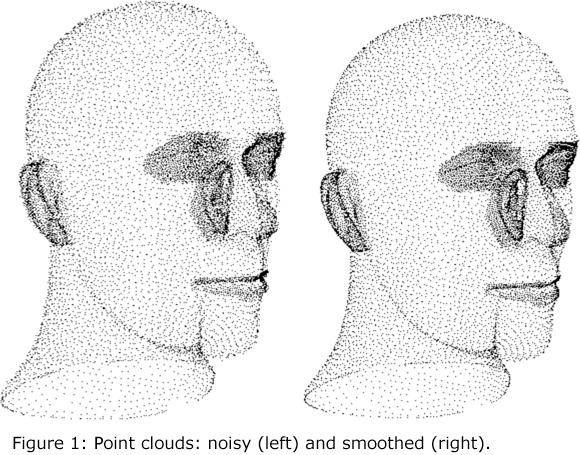 Figure 1: Point clouds: noisy (left) and smoothed (right).